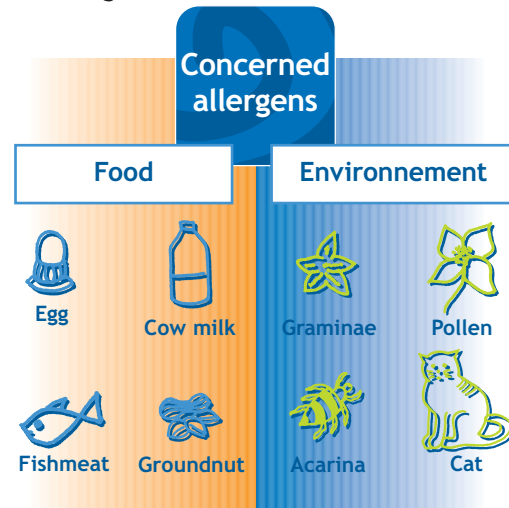 Concerned
allergens
Food
Environnement
Egg
Cow milk
Graminae
Pollen
Fishmeat
Groundnut
Acarina
Cat